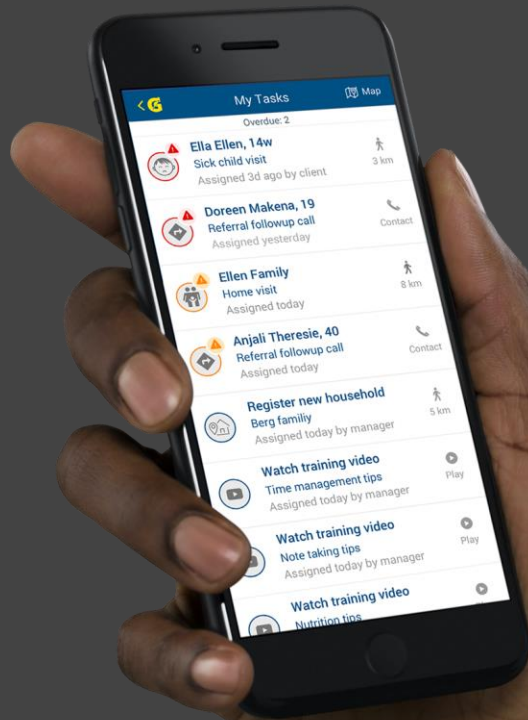 My Tasks
Map
Overdue: 2
Ella Ellen, 14w
Sick child visit
3 km
Assigned 3d ago by client
Doreen Makena, 19
Referral followup call
Contact
Assigned yesterday
Ellen Family
Home visit
8 km
Assigned today
Anjali Theresie, 40
Referral followup call
Contact
Assigned today
Register new household
Berg familiy
5 km
Assigned today by manager
Watch training video
Time management tips
Play
Assigned today by manager
Watch training video
Note taking tips
Play
Assigned today by manager
Watch training video
Nutrition tips